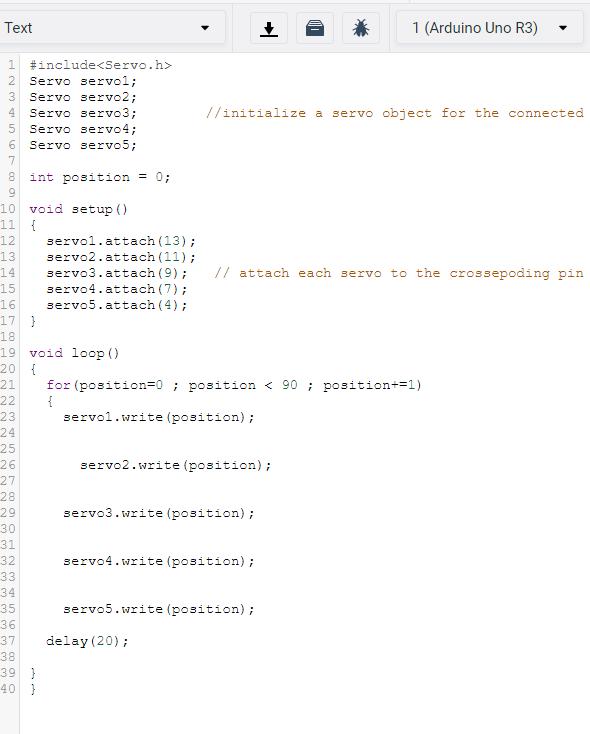 Text
1 (Arduino Uno R3)
1 #include<Servo.h>
2 Servo servo1;
3 Servo servo2;
4 Servo servo3; //initialize a servo object for the connected
5 Servo servo4;
6 Servo servo5;
7
8 int position = 0;
9
10 void setup()
11 {
12 servo1.attach(13);
13 servo2.attach(11);
14 servo3.attach(9); // attach each servo to the crossepoding pin
15 servo4.attach(7);
16 servo5.attach(4);
17 }
18
19 void loop()
20 {
21 for(position=0 ; position < 90 ; position+=1)
22 {
23 servo1.write(position);
24
25
26 servo2.write(position);
27
28
29 servo3.write(position);
30
31
32 servo4.write(position);
33
34
35 servo5.write(position);
36
37 delay(20);
38
39 }
40 }